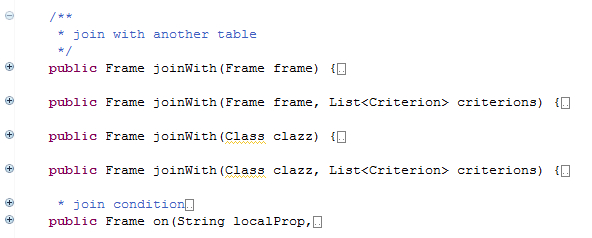 /**
* join with another table
*/
public Frame joinWith(Frame frame) {
public Frame joinWith(Frame frame, List<Criterion> criterions) {
public Frame joinWith(Class clazz) {
public Frame joinWith(Class clazz, List<Criterion> criterions) {
* join condition
public Frame on(String localProp,